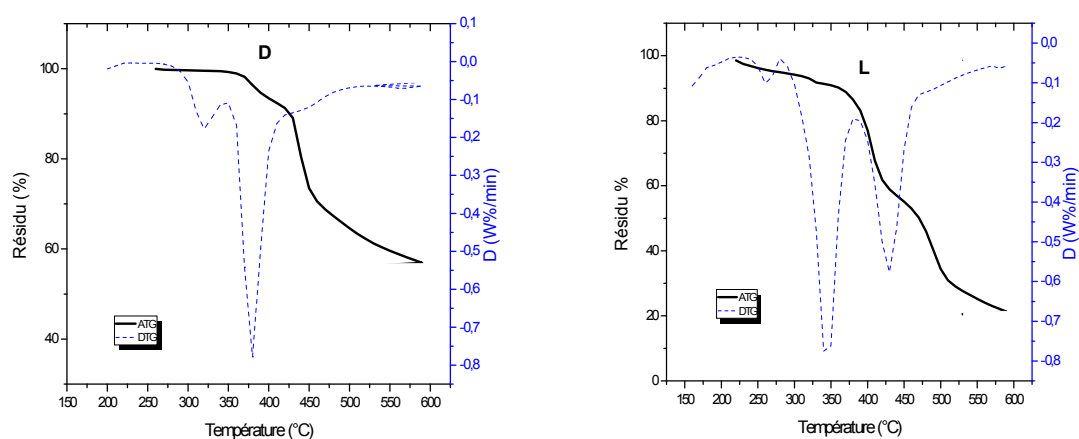 D
Résidu (%)
100
80
60
40
0,1
0,0
-0,1
-0,2
-0,3
-0,4
-0,5
-0,6
-0,7
-0,8
D (W%/min)
ATG
DTG
150 200 250 300 350 400 450 500 550 600
Température (°C)
L
Résidu %
100
80
60
40
20
0
0,0
-0,1
-0,2
-0,3
-0,4
-0,5
-0,6
-0,7
-0,8
D (W%/min)
ATG
DTG
150 200 250 300 350 400 450 500 550 600
Température (°C)